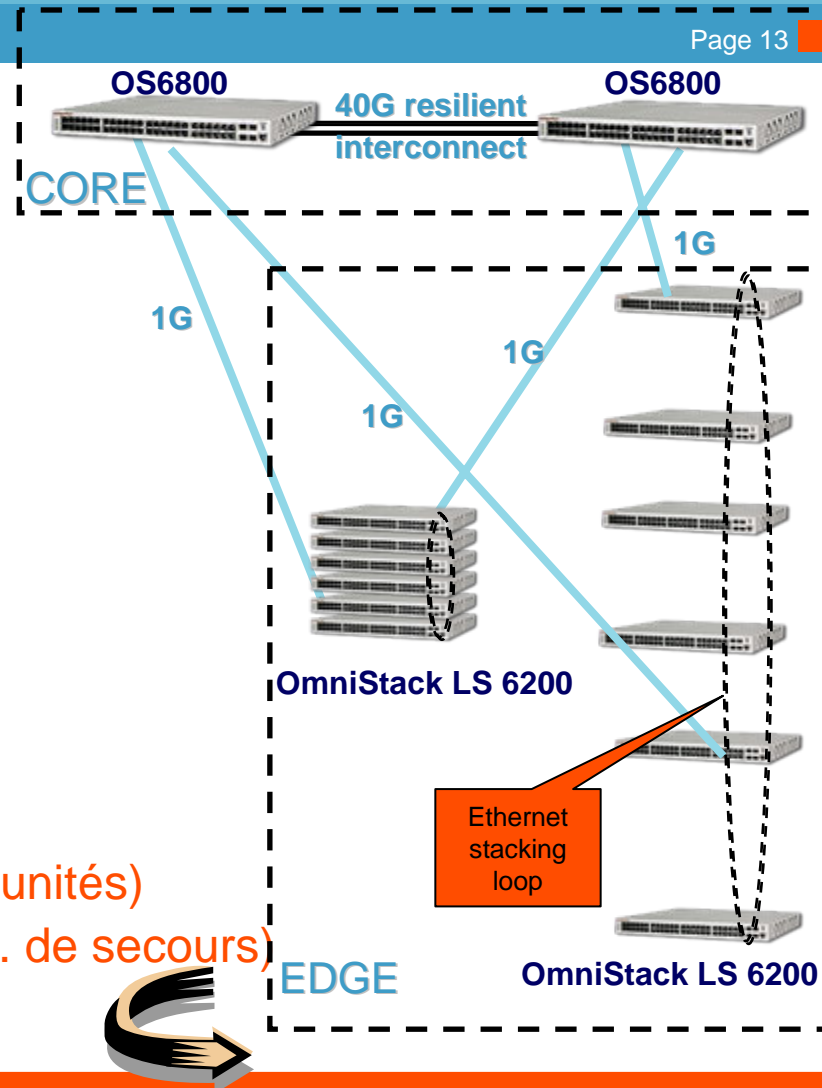 Page 13
OS6800
OS6800
40G resilient
interconnect
CORE
1G
1G
1G
1G
OmniStack LS 6200
Ethernet
stacking
loop
unités)
. de secours)
EDGE
OmniStack LS 6200